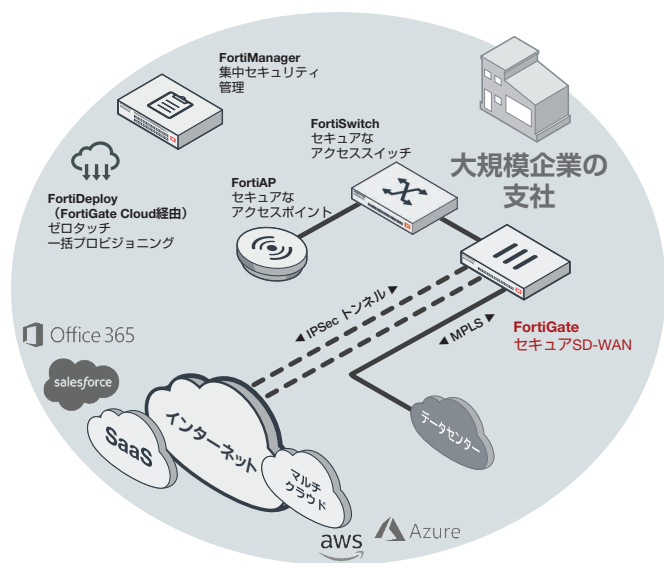 FortiManager
集中セキュリティ
管理
FortiSwitch
セキュアな
アクセススイッチ
大規模企業の
支社
FortiDeploy
（FortiGate Cloud経由）
ゼロタッチ
一括プロビジョニング
FortiAP
セキュアな
アクセスポイント
◀ IPSec トンネル ▶
◀ MPLS ▶
FortiGate
セキュアSD-WAN
Office 365
salesforce
SaaS
インターネット
マルチ
クラウド
データセンター
aws
Azure